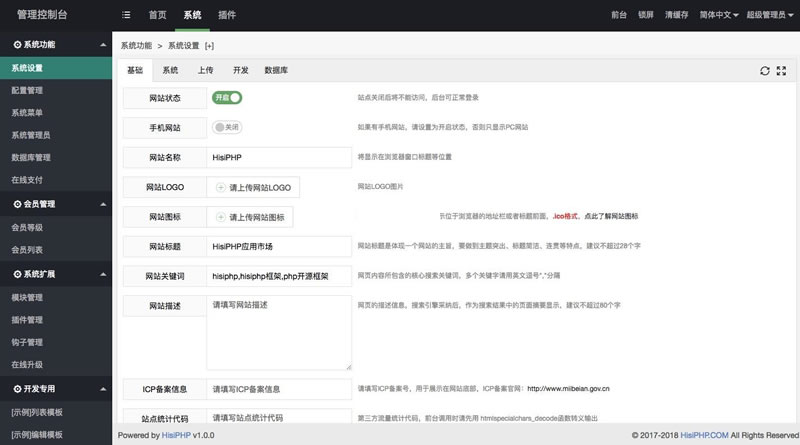 管理控制台 首页 系统 插件 前台 锁屏 清缓存 简体中文 超级管理员
系统功能
系统设置
配置管理
系统菜单
系统管理员
数据库管理
在线支付
会员管理
会员等级
会员列表
系统扩展
模块管理
插件管理
钩子管理
在线升级
开发专用
[示例]列表模板
[示例]编辑模板
系统功能 > 系统设置 [+]
基础 系统 上传 开发 数据库
网站状态 开启 站点关闭后将不能访问，后台可正常登录
手机网站 关闭 如果有手机网站，请设置为开启状态，否则只显示PC网站
网站名称 HisiPHP 将显示在浏览器窗口标题等位置
网站LOGO 请上传网站LOGO 网站LOGO图片
网站图标 请上传网站图标 示位于浏览器的地址栏或者标题前面，.ico格式，点此了解网站图标
网站标题 HisiPHP应用市场 网站标题是体现一个网站的主旨，要做到主题突出、标题简洁、连贯等特点，建议不超过28个字
网站关键词 hisiphp,hisiphp框架,php开源框架 网页内容所包含的核心搜索关键词，多个关键字请用英文逗号","分隔
网站描述 请填写网站描述 网页的描述信息，搜索引擎采纳后，作为搜索结果中的页面摘要显示，建议不超过80个字
ICP备案信息 请填写ICP备案信息 请填写ICP备案号，用于展示在网站底部，ICP备案官网：http://www.miibeian.gov.cn
站点统计代码 请填写站点统计代码 第三方流量统计代码，前台调用时请先用 htmlspecialchars_decode函数转义输出
Powered by HisiPHP v1.0.0 © 2017-2018 HisiPHP.COM All Rights Reserved